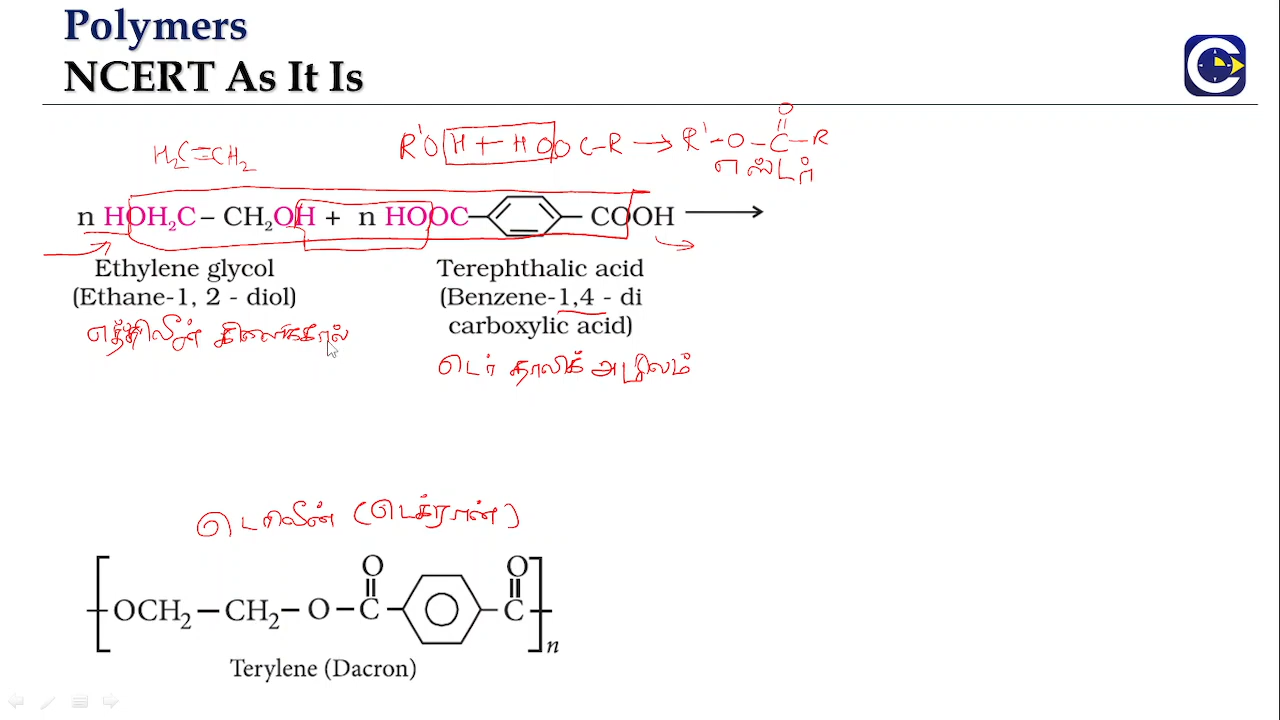 Polymers
NCERT As It Is
H₂C=CH₂
R'OH + HOOC-R → R'-O-C-R
O
எஸ்டர்
n HOH₂C – CH₂OH + n HOOC COOH
Ethylene glycol
(Ethane-1, 2 - diol)
எத்திலீன் கிளைக்கால்
Terephthalic acid
(Benzene-1,4 - di
carboxylic acid)
டெர் தாலிக் அமிலம்
டெரிலீன் (டெக்ரான்)
O O
[OCH₂–CH₂–O–C C]n
Terylene (Dacron)